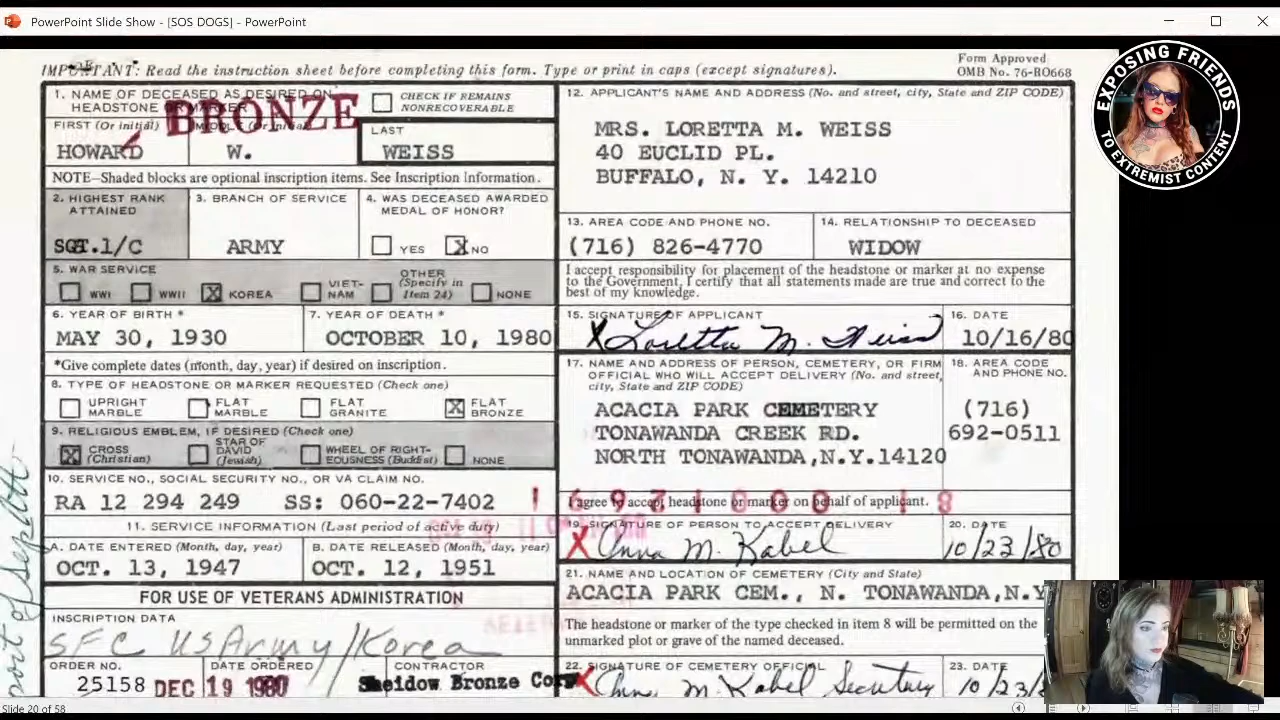 PowerPoint Slide Show - [SOS DOGS] - PowerPoint
IMPORTANT: Read the instruction sheet before completing this form. Type or print in caps (except signatures).
Form Approved
OMB No. 76-RO668
1. NAME OF DECEASED AS DESIRED ON
HEADSTONE OR MARKER
BRONZE
CHECK IF REMAINS
NONRECOVERABLE
FIRST (Or initial)
MIDDLE (Or initial)
LAST
HOWARD
W.
WEISS
NOTE—Shaded blocks are optional inscription items. See Inscription Information.
2. HIGHEST RANK
ATTAINED
SGT.1/C
3. BRANCH OF SERVICE
ARMY
4. WAS DECEASED AWARDED
MEDAL OF HONOR?
YES
X NO
5. WAR SERVICE
WWI
WWII
X KOREA
VIET-
NAM
OTHER
(Specify in
Item 24)
NONE
6. YEAR OF BIRTH *
MAY 30, 1930
7. YEAR OF DEATH *
OCTOBER 10, 1980
*Give complete dates (month, day, year) if desired on inscription.
8. TYPE OF HEADSTONE OR MARKER REQUESTED (Check one)
UPRIGHT
MARBLE
FLAT
MARBLE
FLAT
GRANITE
X FLAT
BRONZE
9. RELIGIOUS EMBLEM, IF DESIRED (Check one)
X CROSS
(Christian)
STAR OF
DAVID
(Jewish)
WHEEL OF RIGHT-
EOUSNESS (Buddist)
NONE
10. SERVICE NO., SOCIAL SECURITY NO., OR VA CLAIM NO.
RA 12 294 249 SS: 060-22-7402
11. SERVICE INFORMATION (Last period of active duty)
A. DATE ENTERED (Month, day, year)
OCT. 13, 1947
B. DATE RELEASED (Month, day, year)
OCT. 12, 1951
FOR USE OF VETERANS ADMINISTRATION
INSCRIPTION DATA
SFC US Army/Korea
ORDER NO.
25158
DATE ORDERED
DEC 19 1980
CONTRACTOR
Sheidow Bronze Corp
12. APPLICANT'S NAME AND ADDRESS (No. and street, city, State and ZIP CODE)
MRS. LORETTA M. WEISS
40 EUCLID PL.
BUFFALO, N. Y. 14210
13. AREA CODE AND PHONE NO.
(716) 826-4770
14. RELATIONSHIP TO DECEASED
WIDOW
I accept responsibility for placement of the headstone or marker at no expense
to the Government, I certify that all statements made are true and correct to the
best of my knowledge.
15. SIGNATURE OF APPLICANT
X Loretta M. Weiss
16. DATE
10/16/80
17. NAME AND ADDRESS OF PERSON, CEMETERY, OR FIRM
OFFICIAL WHO WILL ACCEPT DELIVERY (No. and street,
city, State and ZIP CODE)
ACACIA PARK CEMETERY
TONAWANDA CREEK RD.
NORTH TONAWANDA,N.Y.14120
18. AREA CODE
AND PHONE NO.
(716)
692-0511
I agree to accept headstone or marker on behalf of applicant.
19. SIGNATURE OF PERSON TO ACCEPT DELIVERY
X Anna M. Kabel
20. DATE
10/23/80
21. NAME AND LOCATION OF CEMETERY (City and State)
ACACIA PARK CEM., N. TONAWANDA,N.Y
The headstone or marker of the type checked in item 8 will be permitted on the
unmarked plot or grave of the named deceased.
22. SIGNATURE OF CEMETERY OFFICIAL
X Anna M. Kabel Secretary
23. DATE
10/23/8
EXPOSING FRIENDS
TO EXTREMIST CONTENT
Slide 20 of 58